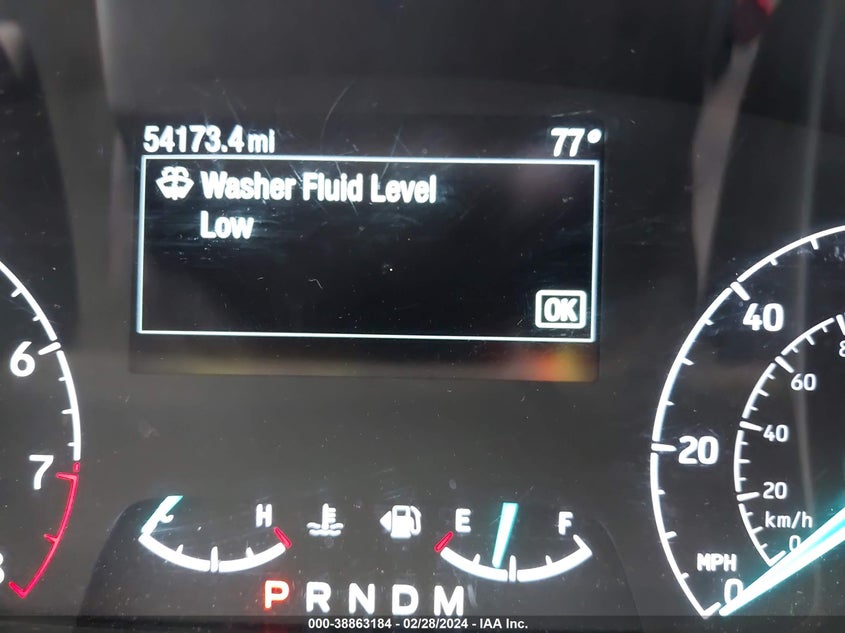 54173.4 mi 77°
Washer Fluid Level
Low
OK
6
7
40
20
60
40
20
km/h
0
MPH
0
H
E
F
P R N D M
000-38863184 - 02/28/2024 - IAA Inc.